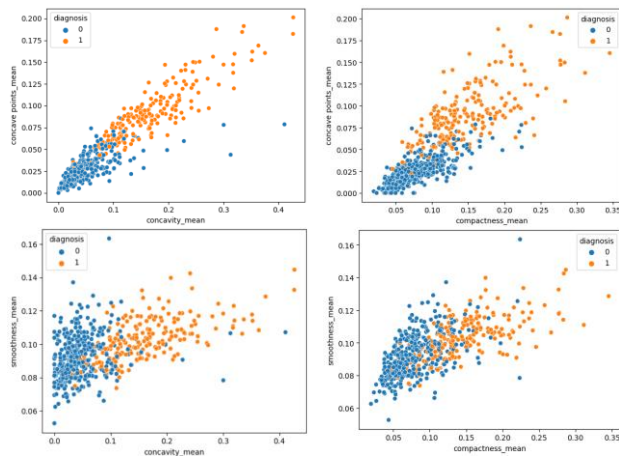 diagnosis
0
1
concave points_mean
0.200
0.175
0.150
0.125
0.100
0.075
0.050
0.025
0.000
0.0 0.1 0.2 0.3 0.4
concavity_mean
diagnosis
0
1
concave points_mean
0.200
0.175
0.150
0.125
0.100
0.075
0.050
0.025
0.000
0.05 0.10 0.15 0.20 0.25 0.30 0.35
compactness_mean
diagnosis
0
1
smoothness_mean
0.16
0.14
0.12
0.10
0.08
0.06
0.0 0.1 0.2 0.3 0.4
concavity_mean
diagnosis
0
1
smoothness_mean
0.16
0.14
0.12
0.10
0.08
0.06
0.05 0.10 0.15 0.20 0.25 0.30 0.35
compactness_mean